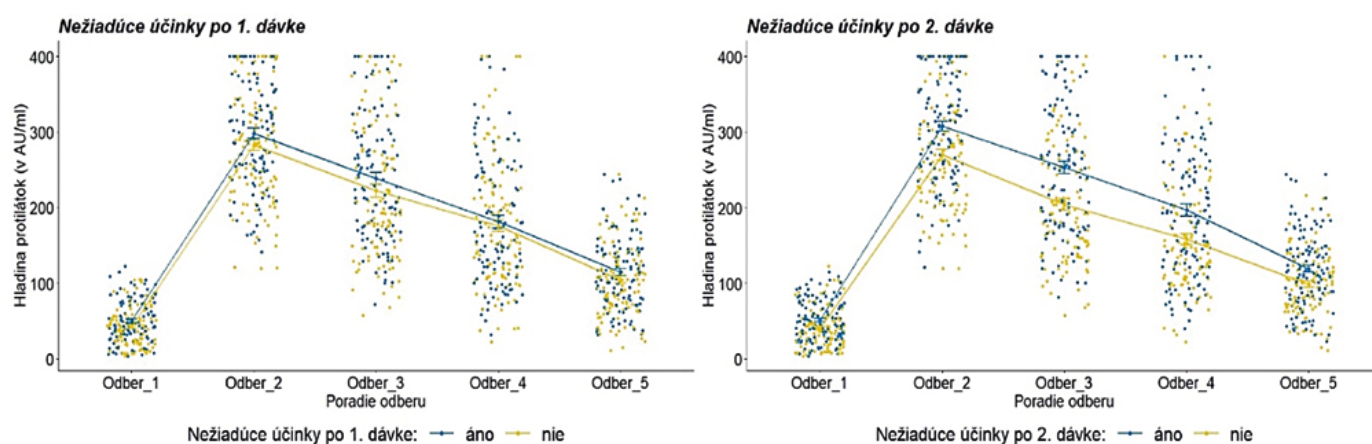 Nežiadúce účinky po 1. dávke
Hladina protilátok (v AU/ml)
400
300
200
100
0
Odber_1 Odber_2 Odber_3 Odber_4 Odber_5
Poradie odberu
Nežiadúce účinky po 1. dávke: áno nie
Nežiadúce účinky po 2. dávke
Hladina protilátok (v AU/ml)
400
300
200
100
0
Odber_1 Odber_2 Odber_3 Odber_4 Odber_5
Poradie odberu
Nežiadúce účinky po 2. dávke: áno nie